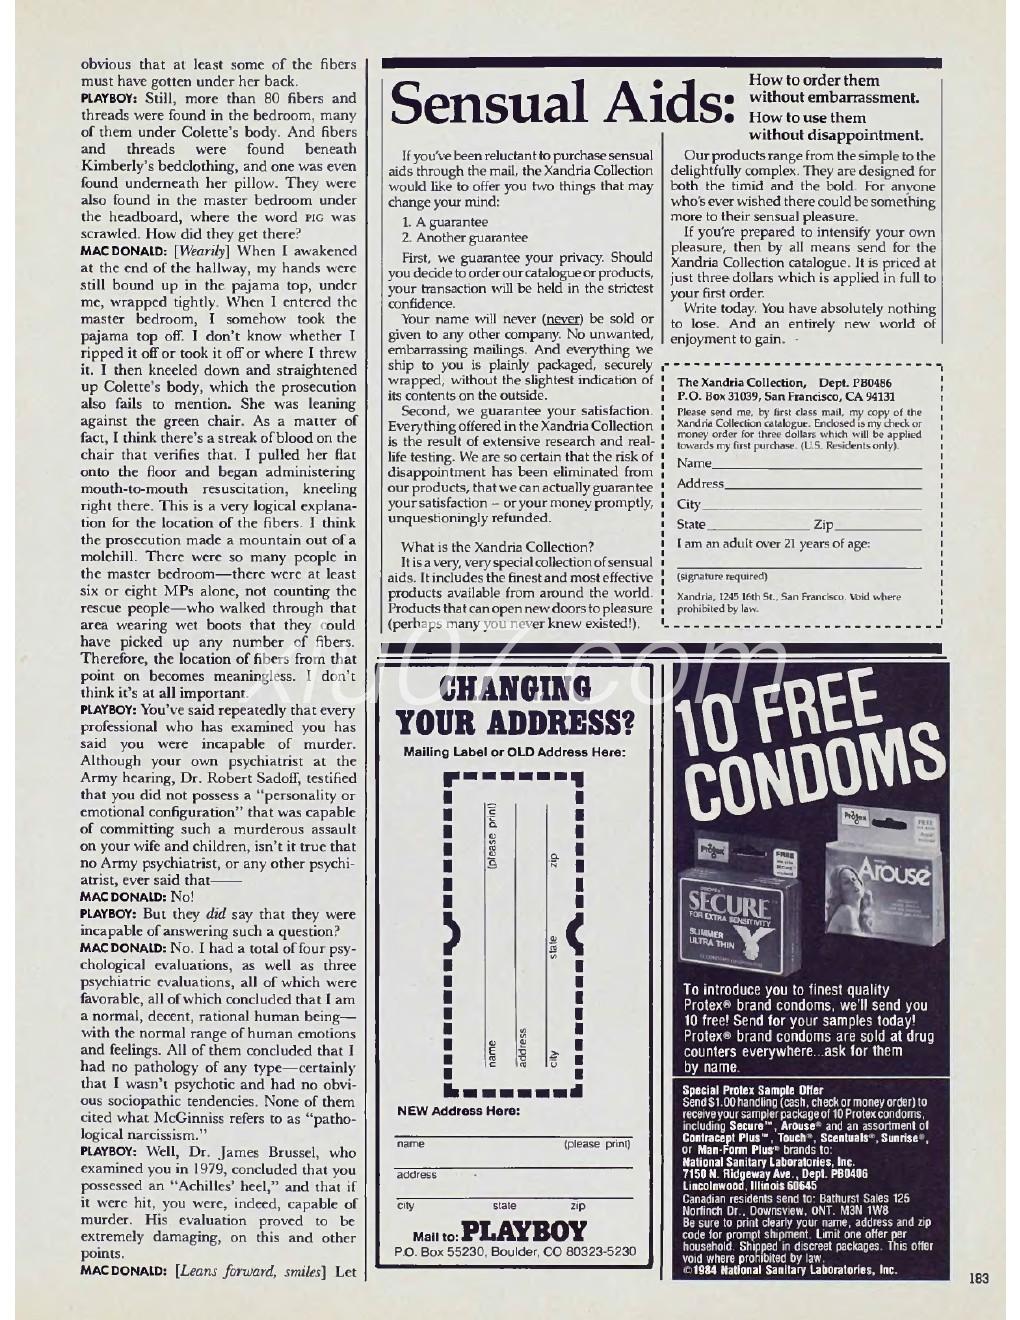 obvious that at least some of the fibers
must have gotten under her back.
PLAYBOY: Still, more than 80 fibers and
threads were found in the bedroom, many
of them under Colette's body. And fibers
and threads were found beneath
Kimberly's bedclothing, and one was even
found underneath her pillow. They were
also found in the master bedroom under
the headboard, where the word PIG was
scrawled. How did they get there?
MAC DONALD: [Wearily] When I awakened
at the end of the hallway, my hands were
still bound up in the pajama top, under
me, wrapped tightly. When I entered the
master bedroom, I somehow took the
pajama top off. I don't know whether I
ripped it off or took it off or where I threw
it. I then kneeled down and straightened
up Colette's body, which the prosecution
also fails to mention. She was leaning
against the green chair. As a matter of
fact, I think there's a streak of blood on the
chair that verifies that. I pulled her flat
onto the floor and began administering
mouth-to-mouth resuscitation, kneeling
right there. This is a very logical explana-
tion for the location of the fibers. I think
the prosecution made a mountain out of a
molehill. There were so many people in
the master bedroom—there were at least
six or eight MPs alone, not counting the
rescue people—who walked through that
area wearing wet boots that they could
have picked up any number of fibers.
Therefore, the location of fibers from that
point on becomes meaningless. I don't
think it's at all important.
PLAYBOY: You've said repeatedly that every
professional who has examined you has
said you were incapable of murder.
Although your own psychiatrist at the
Army hearing, Dr. Robert Sadoff, testified
that you did not possess a "personality or
emotional configuration" that was capable
of committing such a murderous assault
on your wife and children, isn't it true that
no Army psychiatrist, or any other psychi-
atrist, ever said that——
MAC DONALD: No!
PLAYBOY: But they did say that they were
incapable of answering such a question?
MAC DONALD: No. I had a total of four psy-
chological evaluations, as well as three
psychiatric evaluations, all of which were
favorable, all of which concluded that I am
a normal, decent, rational human being—
with the normal range of human emotions
and feelings. All of them concluded that I
had no pathology of any type—certainly
that I wasn't psychotic and had no obvi-
ous sociopathic tendencies. None of them
cited what McGinniss refers to as "patho-
logical narcissism."
PLAYBOY: Well, Dr. James Brussel, who
examined you in 1979, concluded that you
possessed an "Achilles' heel," and that if
it were hit, you were, indeed, capable of
murder. His evaluation proved to be
extremely damaging, on this and other
points.
MAC DONALD: [Leans forward, smiles] Let
Sensual Aids:
How to order them
without embarrassment.
How to use them
without disappointment.
If you've been reluctant to purchase sensual
aids through the mail, the Xandria Collection
would like to offer you two things that may
change your mind:
1. A guarantee
2. Another guarantee
First, we guarantee your privacy. Should
you decide to order our catalogue or products,
your transaction will be held in the strictest
confidence.
Your name will never (never) be sold or
given to any other company. No unwanted,
embarrassing mailings. And everything we
ship to you is plainly packaged, securely
wrapped, without the slightest indication of
its contents on the outside.
Second, we guarantee your satisfaction.
Everything offered in the Xandria Collection
is the result of extensive research and real-
life testing. We are so certain that the risk of
disappointment has been eliminated from
our products, that we can actually guarantee
your satisfaction – or your money promptly,
unquestioningly refunded.
What is the Xandria Collection?
It is a very, very special collection of sensual
aids. It includes the finest and most effective
products available from around the world.
Products that can open new doors to pleasure
(perhaps many you never knew existed!).
Our products range from the simple to the
delightfully complex. They are designed for
both the timid and the bold. For anyone
who's ever wished there could be something
more to their sensual pleasure.
If you're prepared to intensify your own
pleasure, then by all means send for the
Xandria Collection catalogue. It is priced at
just three dollars which is applied in full to
your first order.
Write today. You have absolutely nothing
to lose. And an entirely new world of
enjoyment to gain.
The Xandria Collection, Dept. PB0486
P.O. Box 31039, San Francisco, CA 94131
Please send me, by first class mail, my copy of the
Xandria Collection catalogue. Enclosed is my check or
money order for three dollars which will be applied
towards my first purchase. (U.S. Residents only).
Name
Address
City
State Zip
I am an adult over 21 years of age:
(signature required)
Xandria, 1245 16th St., San Francisco. Void where
prohibited by law.
xiu07.com
CHANGING
YOUR ADDRESS?
Mailing Label or OLD Address Here:
name (please print)
address
city state zip
NEW Address Here:
name (please print)
address
city state zip
Mail to: PLAYBOY
P.O. Box 55230, Boulder, CO 80323-5230
10 FREE
CONDOMS
Protex
FREE
SECURE
FOR EXTRA SENSITIVITY
SLIMMER
ULTRA THIN
Protex
FREE
Arouse
To introduce you to finest quality
Protex® brand condoms, we'll send you
10 free! Send for your samples today!
Protex® brand condoms are sold at drug
counters everywhere...ask for them
by name.
Special Protex Sample Offer
Send $1.00 handling (cash, check or money order) to
receive your sampler package of 10 Protex condoms,
including Secure™, Arouse® and an assortment of
Contracept Plus™, Touch®, Scentuals®, Sunrise®,
or Man-Form Plus® brands to:
National Sanitary Laboratories, Inc.
7150 N. Ridgeway Ave., Dept. PB0486
Lincolnwood, Illinois 60645
Canadian residents send to: Bathurst Sales 125
Norfinch Dr., Downsview, ONT. M3N 1W8
Be sure to print clearly your name, address and zip
code for prompt shipment. Limit one offer per
household. Shipped in discreet packages. This offer
void where prohibited by law.
©1984 National Sanitary Laboratories, Inc.
183